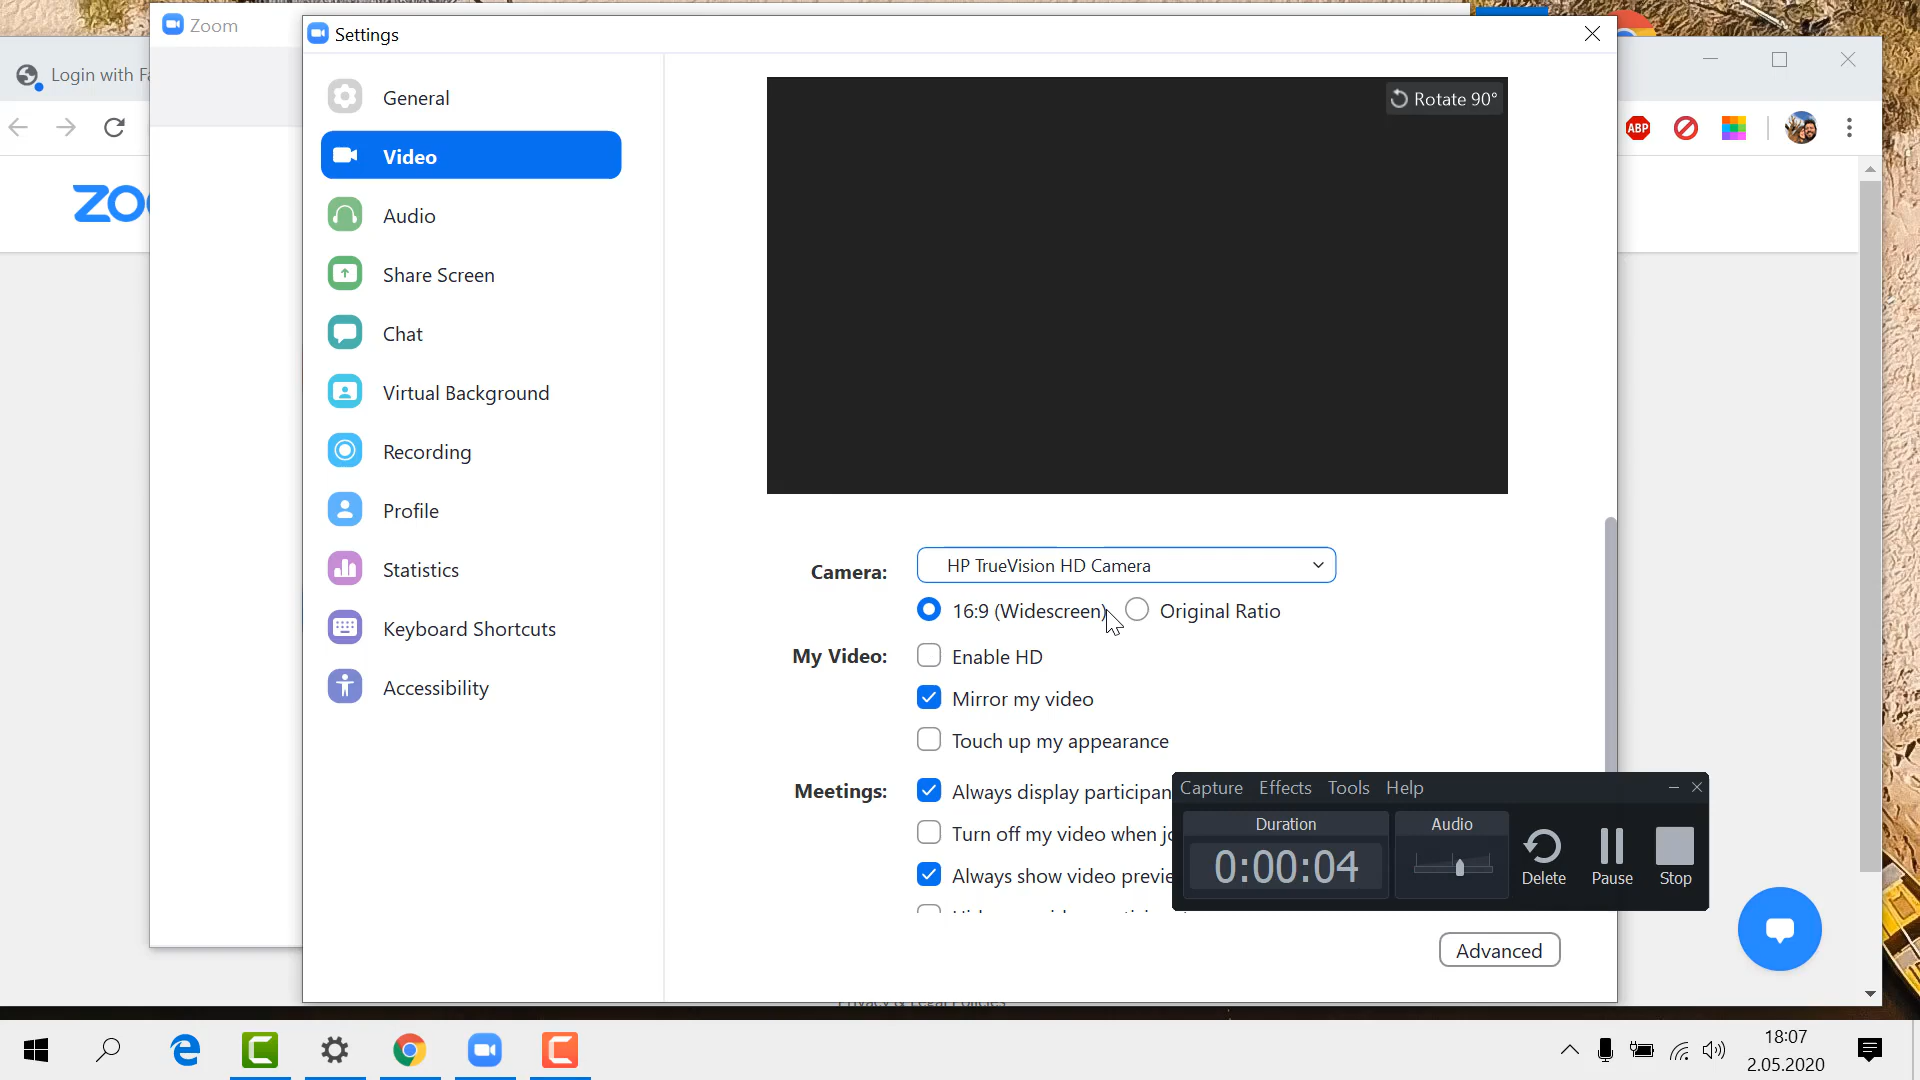 Zoom
Settings
Login with Fa
zo
General
Video
Audio
Share Screen
Chat
Virtual Background
Recording
Profile
Statistics
Keyboard Shortcuts
Accessibility
Rotate 90°
ABP
Camera:
HP TrueVision HD Camera
16:9 (Widescreen)
Original Ratio
My Video:
Enable HD
Mirror my video
Touch up my appearance
Meetings:
Always display participan
Turn off my video when jo
Always show video previe
Capture Effects Tools Help
Duration
0:00:04
Audio
Delete
Pause
Stop
Advanced
18:07
2.05.2020